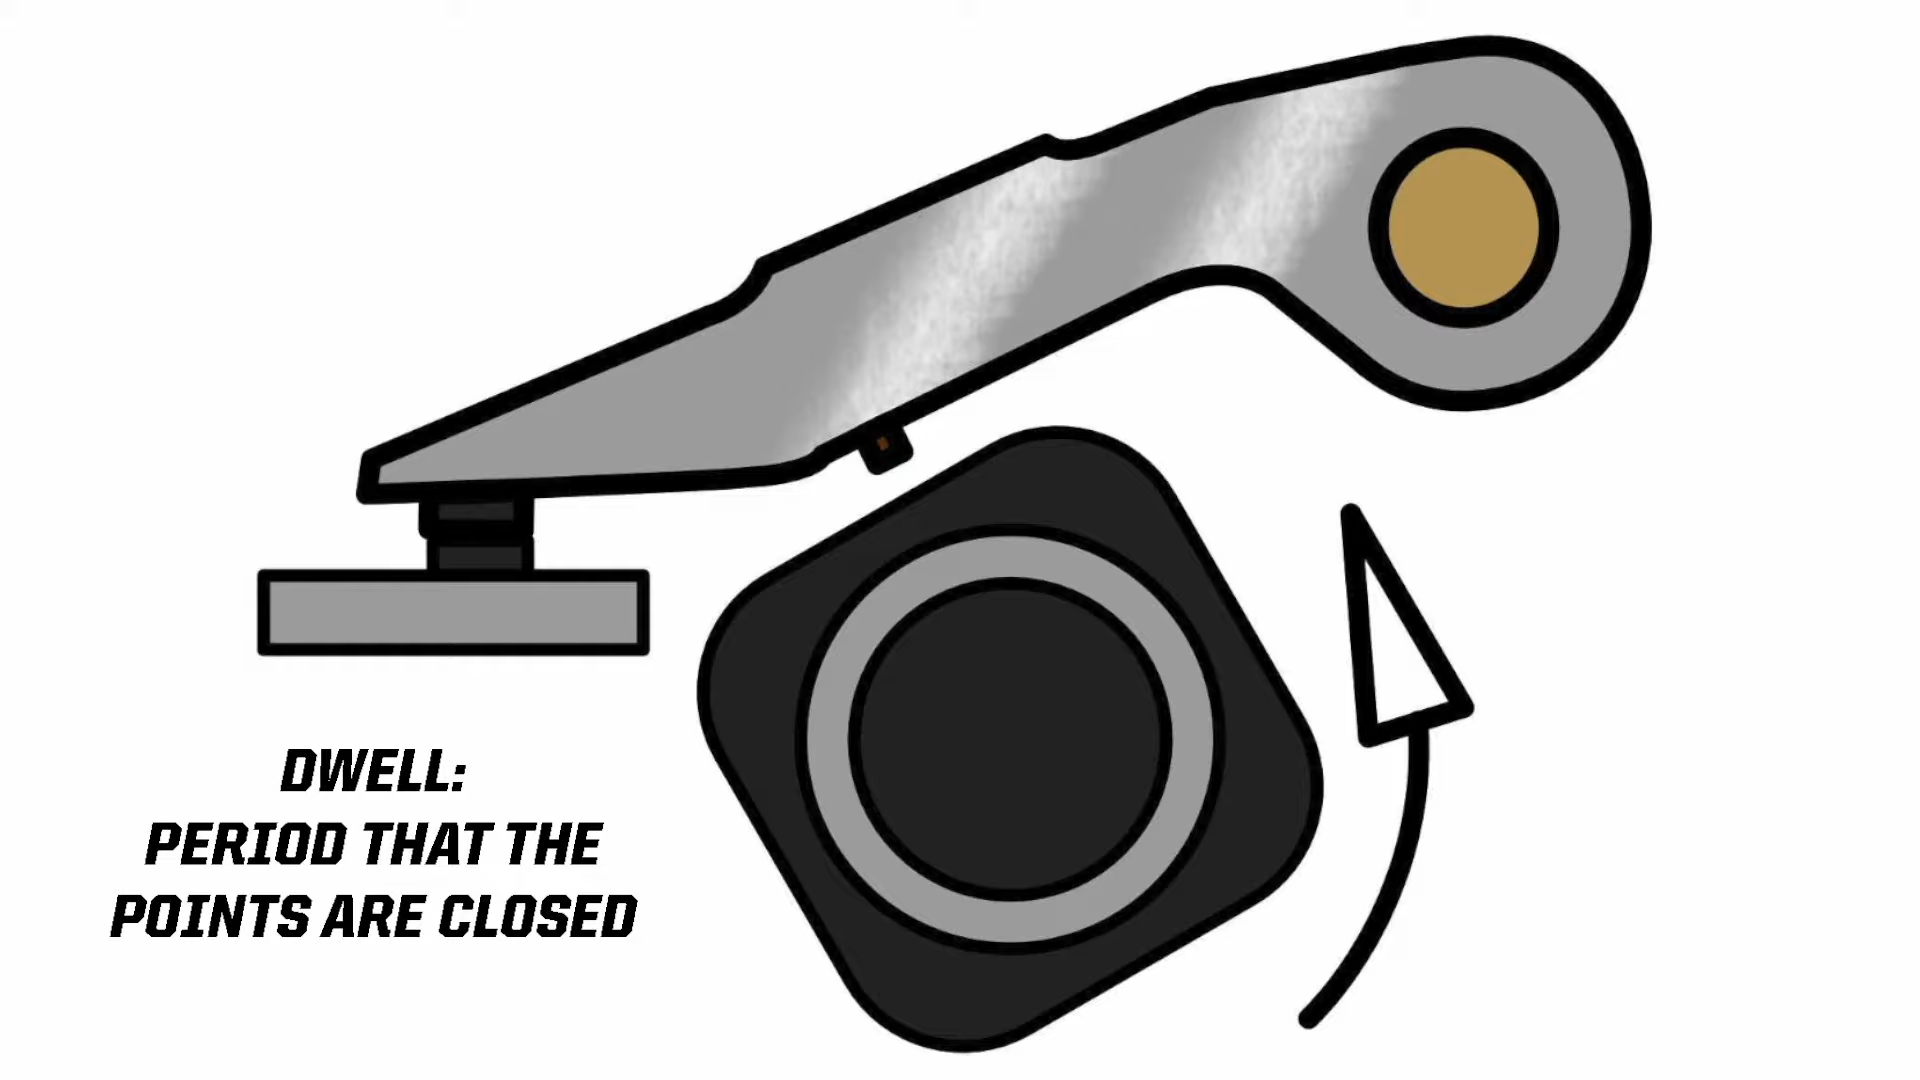 DWELL:
PERIOD THAT THE
POINTS ARE CLOSED